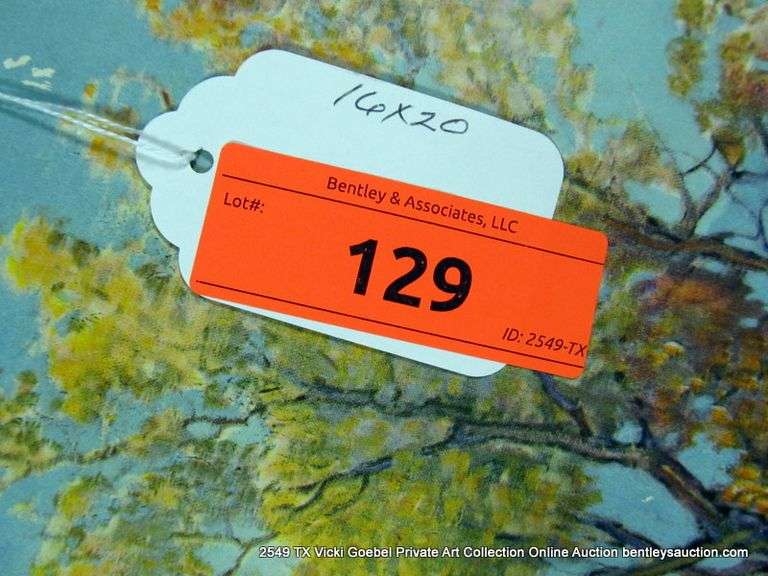 16X20
Bentley & Associates, LLC
Lot#:
129
ID: 2549-TX
2549 TX Vicki Goebel Private Art Collection Online Auction bentleysauction.com